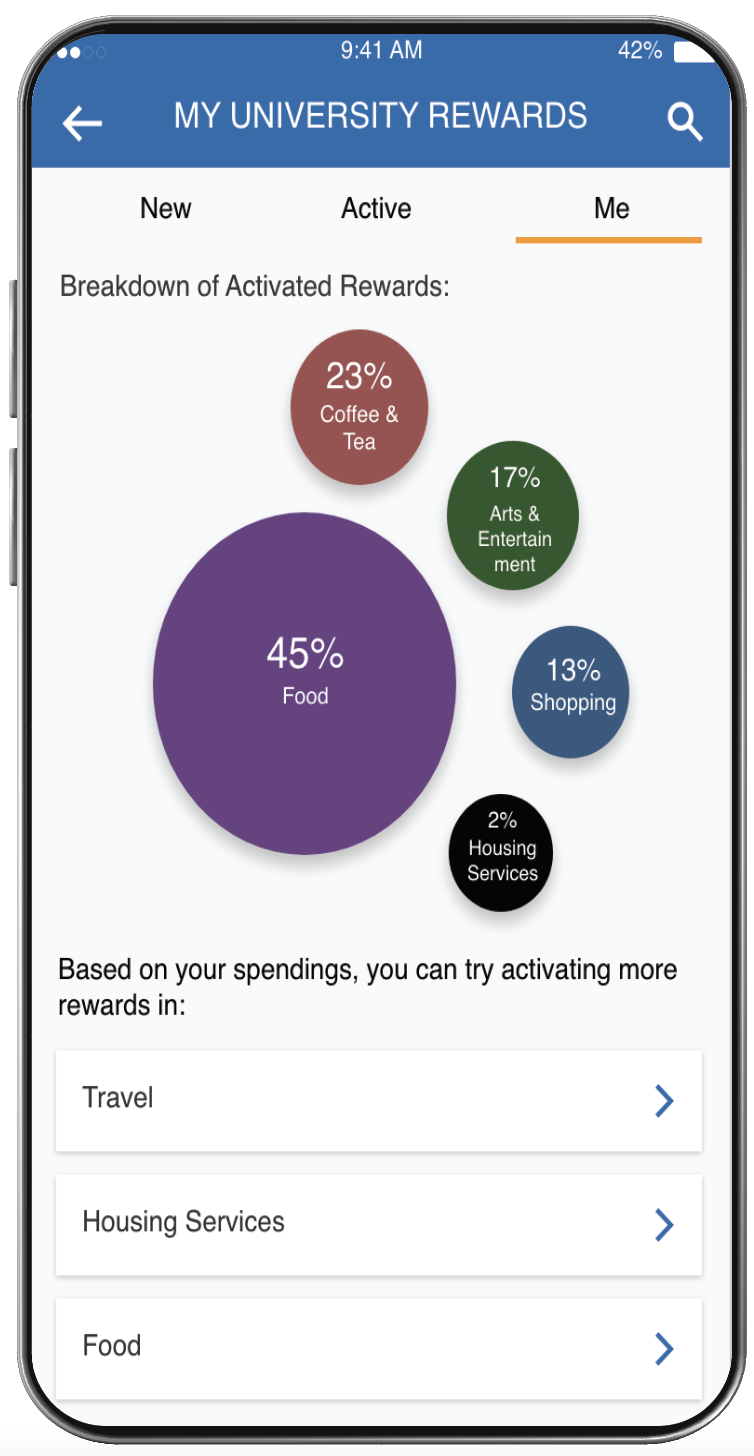 9:41 AM 42%
MY UNIVERSITY REWARDS
New Active Me
Breakdown of Activated Rewards:
23%
Coffee &
Tea
17%
Arts &
Entertain
ment
45%
Food
13%
Shopping
2%
Housing
Services
Based on your spendings, you can try activating more
rewards in:
Travel
Housing Services
Food